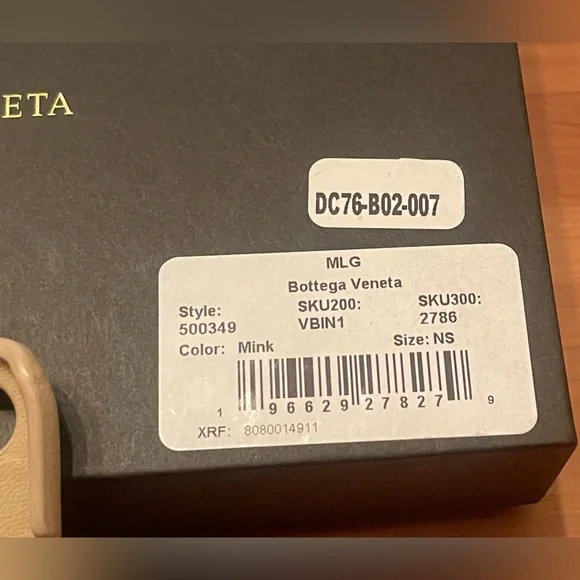 ETA
DC76-B02-007
MLG
Bottega Veneta
Style: SKU200: SKU300:
500349 VBIN1 2786
Color: Mink Size: NS
1 96629 27827 9
XRF: 8080014911